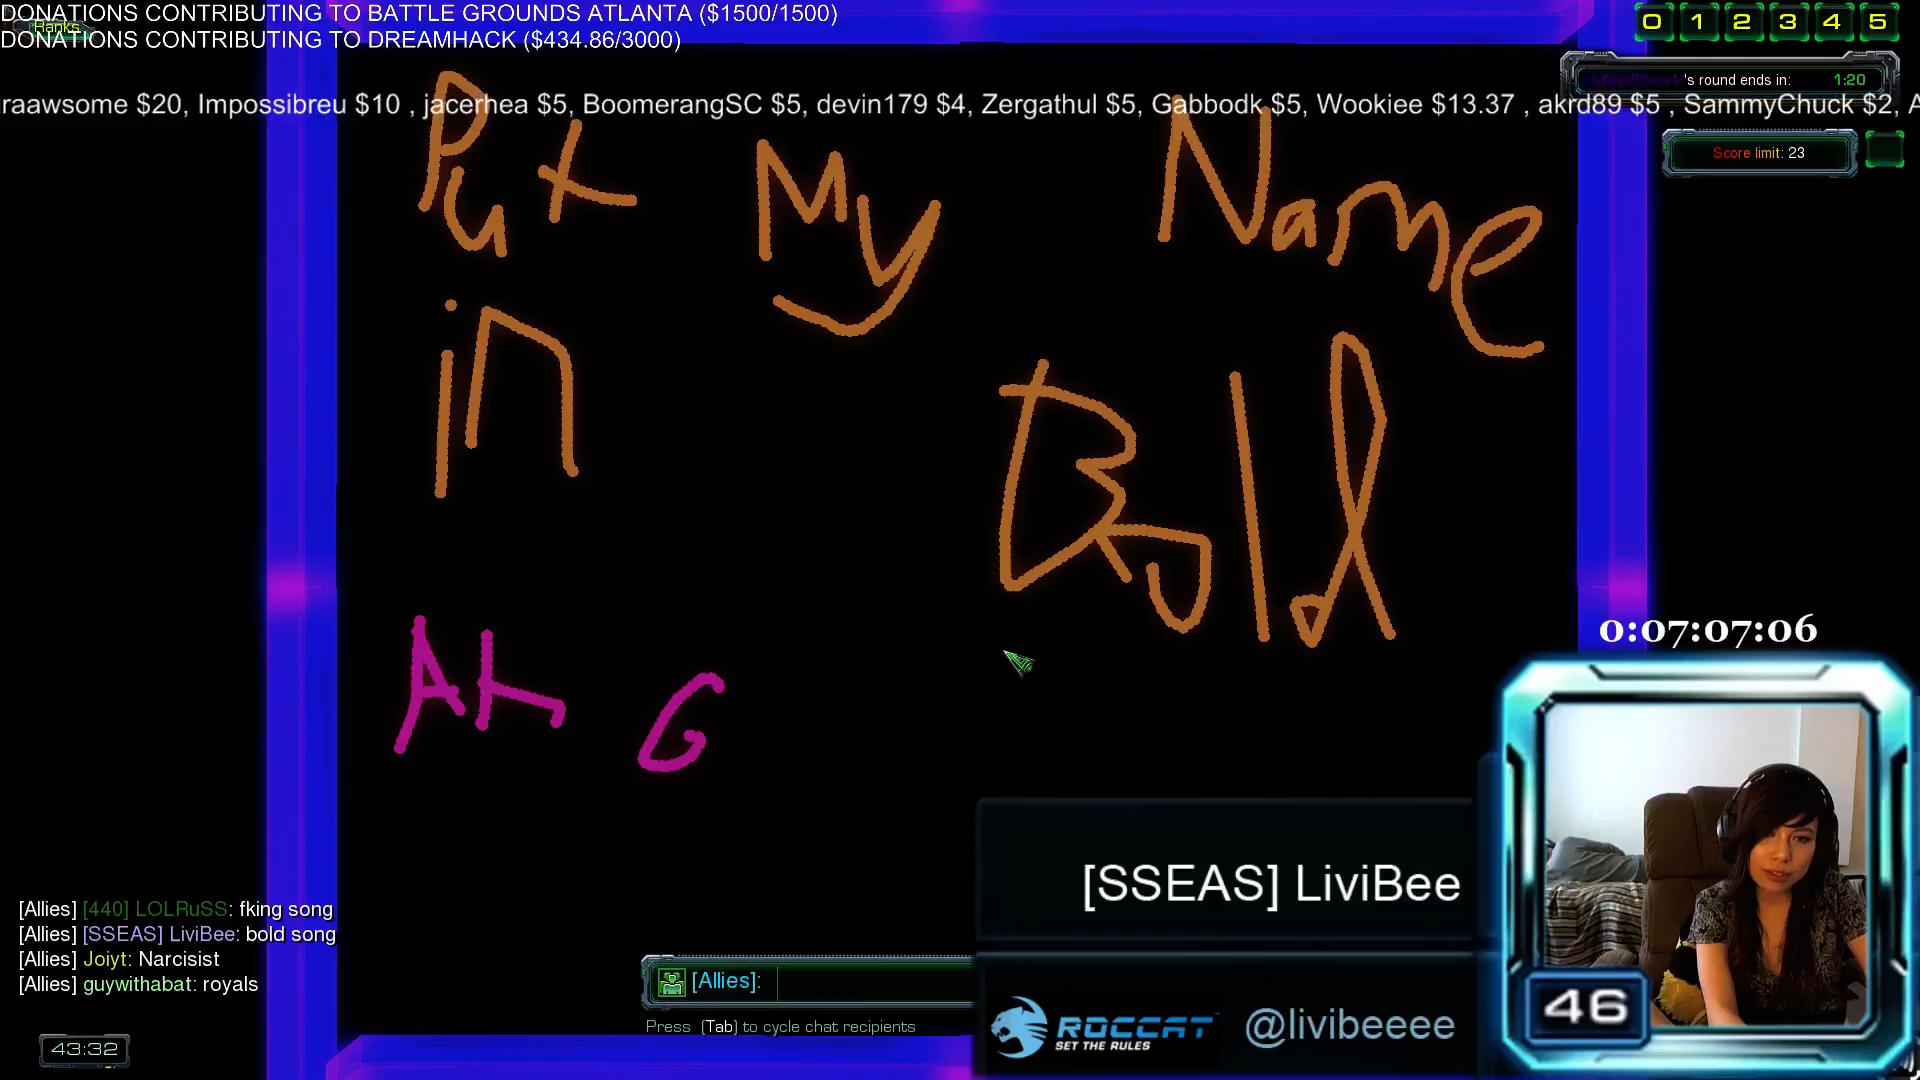 DONATIONS CONTRIBUTING TO BATTLE GROUNDS ATLANTA ($1500/1500)
Ranks
DONATIONS CONTRIBUTING TO DREAMHACK ($434.86/3000)
0 1 2 3 4 5
's round ends in: 1:20
raawsome $20, Impossibreu $10 , jacerhea $5, BoomerangSC $5, devin179 $4, Zergathul $5, Gabbodk $5, Wookiee $13.37 , akrd89 $5 , SammyChuck $2, A
Score limit: 23
Put My Name
in Bold
0:07:07:06
At G
[SSEAS] LiviBee
[Allies] [440] LOLRuSS: fking song
[Allies] [SSEAS] LiviBee: bold song
[Allies] Joiyt: Narcisist
[Allies] guywithabat: royals
[Allies]:
Press (Tab) to cycle chat recipients
46
ROCCAT
SET THE RULES
@livibeeee
43:32